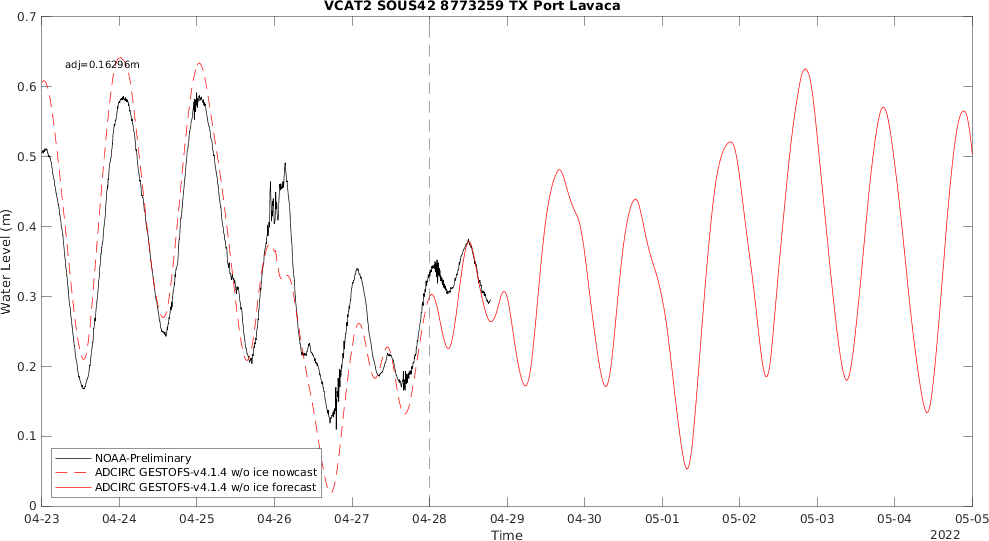 VCAT2 SOUS42 8773259 TX Port Lavaca
0.7
0.6
0.5
0.4
0.3
0.2
0.1
0
Water Level (m)
adj=0.16296m
NOAA-Preliminary
ADCIRC GESTOFS-v4.1.4 w/o ice nowcast
ADCIRC GESTOFS-v4.1.4 w/o ice forecast
04-23 04-24 04-25 04-26 04-27 04-28 04-29 04-30 05-01 05-02 05-03 05-04 05-05
Time
2022